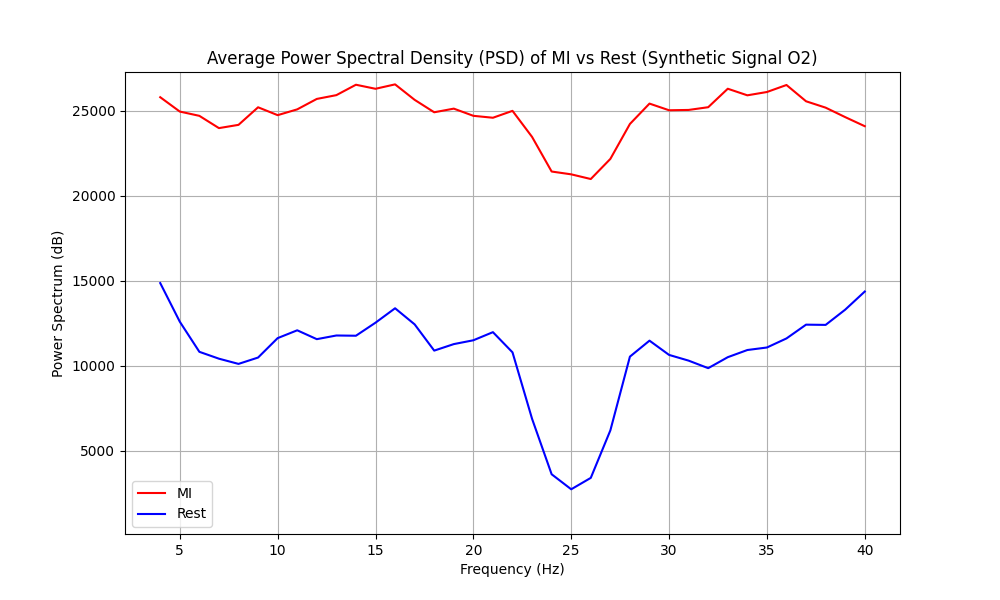 Average Power Spectral Density (PSD) of MI vs Rest (Synthetic Signal O2)
Power Spectrum (dB)
25000
20000
15000
10000
5000
MI
Rest
5 10 15 20 25 30 35 40
Frequency (Hz)